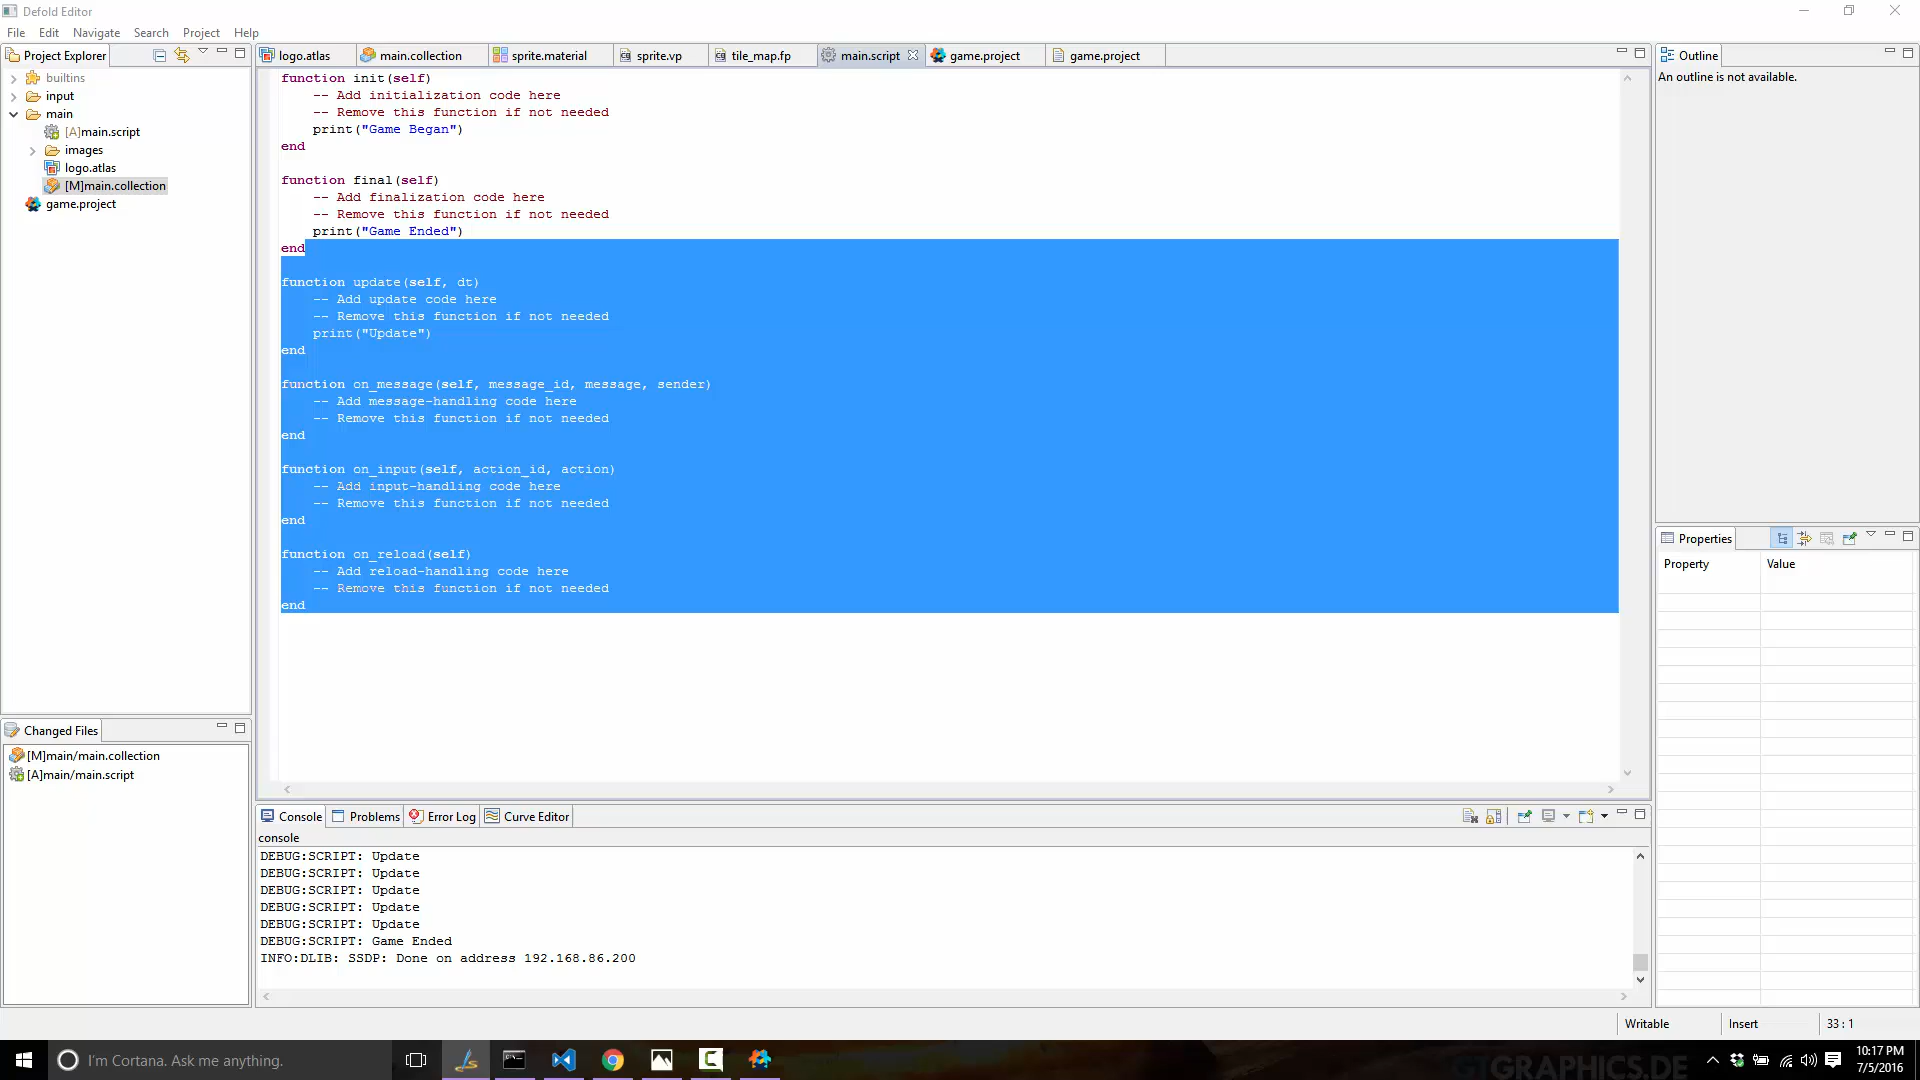 Defold Editor
File Edit Navigate Search Project Help
Project Explorer
builtins
input
main
[A]main.script
images
logo.atlas
[M]main.collection
game.project
logo.atlas main.collection sprite.material sprite.vp tile_map.fp main.script game.project game.project
function init(self)
-- Add initialization code here
-- Remove this function if not needed
print("Game Began")
end
function final(self)
-- Add finalization code here
-- Remove this function if not needed
print("Game Ended")
end
function update(self, dt)
-- Add update code here
-- Remove this function if not needed
print("Update")
end
function on_message(self, message_id, message, sender)
-- Add message-handling code here
-- Remove this function if not needed
end
function on_input(self, action_id, action)
-- Add input-handling code here
-- Remove this function if not needed
end
function on_reload(self)
-- Add reload-handling code here
-- Remove this function if not needed
end
Outline
An outline is not available.
Properties
Property Value
Changed Files
[M]main/main.collection
[A]main/main.script
Console Problems Error Log Curve Editor
console
DEBUG:SCRIPT: Update
DEBUG:SCRIPT: Update
DEBUG:SCRIPT: Update
DEBUG:SCRIPT: Update
DEBUG:SCRIPT: Update
DEBUG:SCRIPT: Game Ended
INFO:DLIB: SSDP: Done on address 192.168.86.200
Writable Insert 33 : 1
I'm Cortana. Ask me anything.
GTGRAPHICS.DE
10:17 PM
7/5/2016